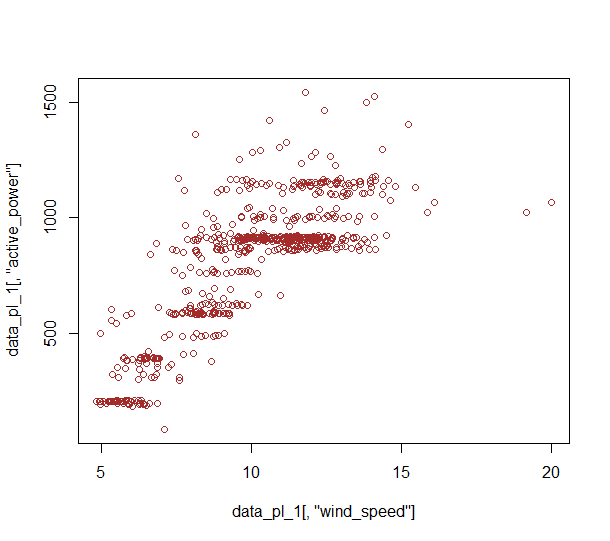 1500
1000
500
data_pl_1[, "active_power"]
5 10 15 20
data_pl_1[, "wind_speed"]